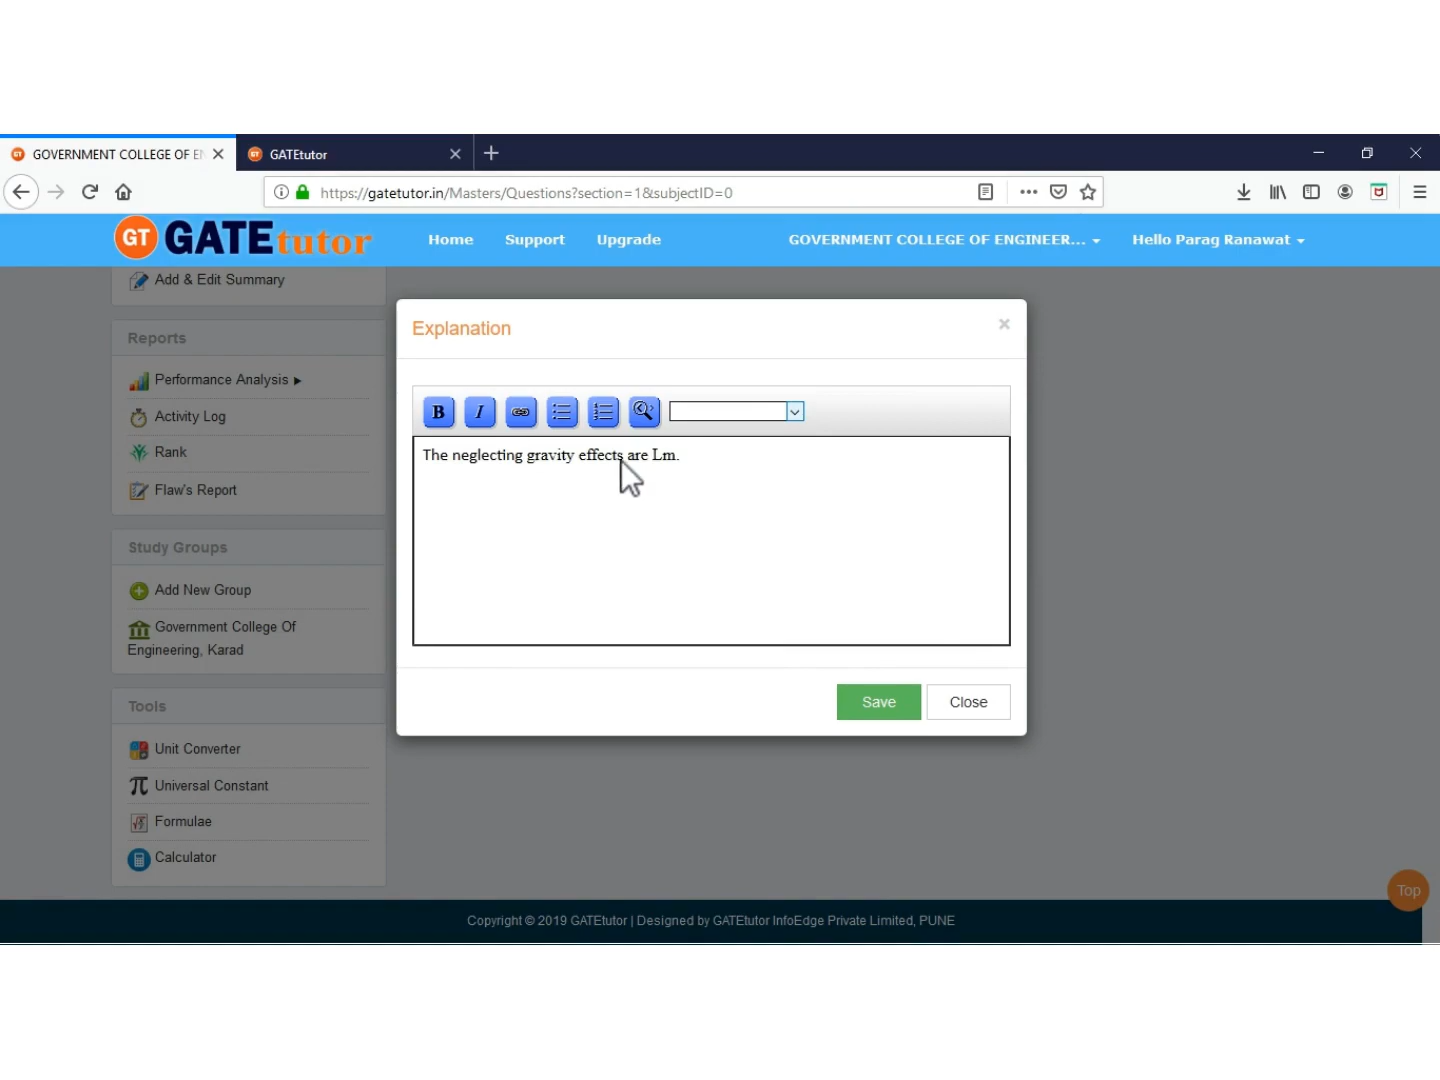 GOVERNMENT COLLEGE OF EN
GATEtutor
https://gatetutor.in/Masters/Questions?section=1&subjectID=0
GT GATEtutor
Home
Support
Upgrade
GOVERNMENT COLLEGE OF ENGINEER...
Hello Parag Ranawat
Add & Edit Summary
Reports
Performance Analysis
Activity Log
Rank
Flaw's Report
Study Groups
Add New Group
Government College Of
Engineering, Karad
Tools
Unit Converter
Universal Constant
Formulae
Calculator
Explanation
B I
The neglecting gravity effects are Lm.
Save
Close
Top
Copyright © 2019 GATEtutor | Designed by GATEtutor InfoEdge Private Limited, PUNE